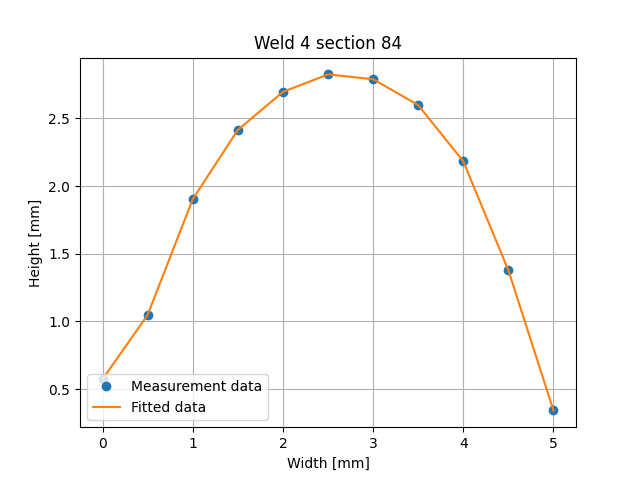 Weld 4 section 84
Height [mm]
2.5
2.0
1.5
1.0
0.5
Measurement data
Fitted data
0 1 2 3 4 5
Width [mm]